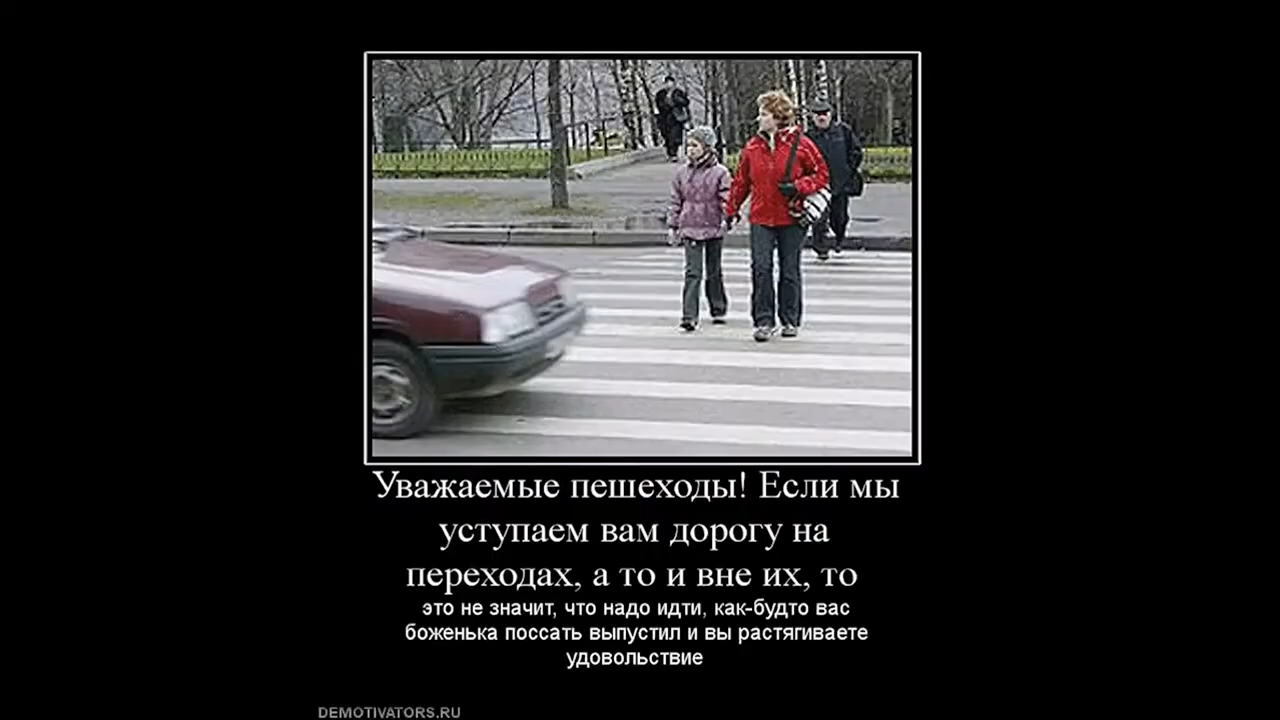 Уважаемые пешеходы! Если мы
уступаем вам дорогу на
переходах, а то и вне их, то
это не значит, что надо идти, как-будто вас
боженька поссать выпустил и вы растягиваете
удовольствие
DEMOTIVATORS.RU